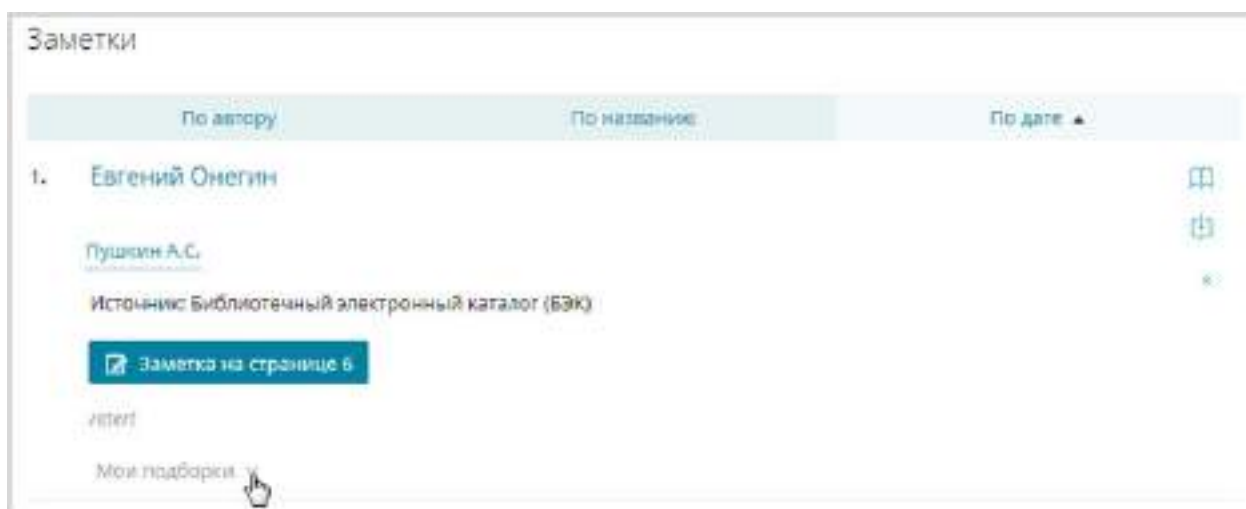 Заметки
По автору По названию По дате
1. Евгений Онегин
Пушкин А.С.
Источник: Библиотечный электронный каталог (БЭК)
Заметка на странице 6
Мои подборки